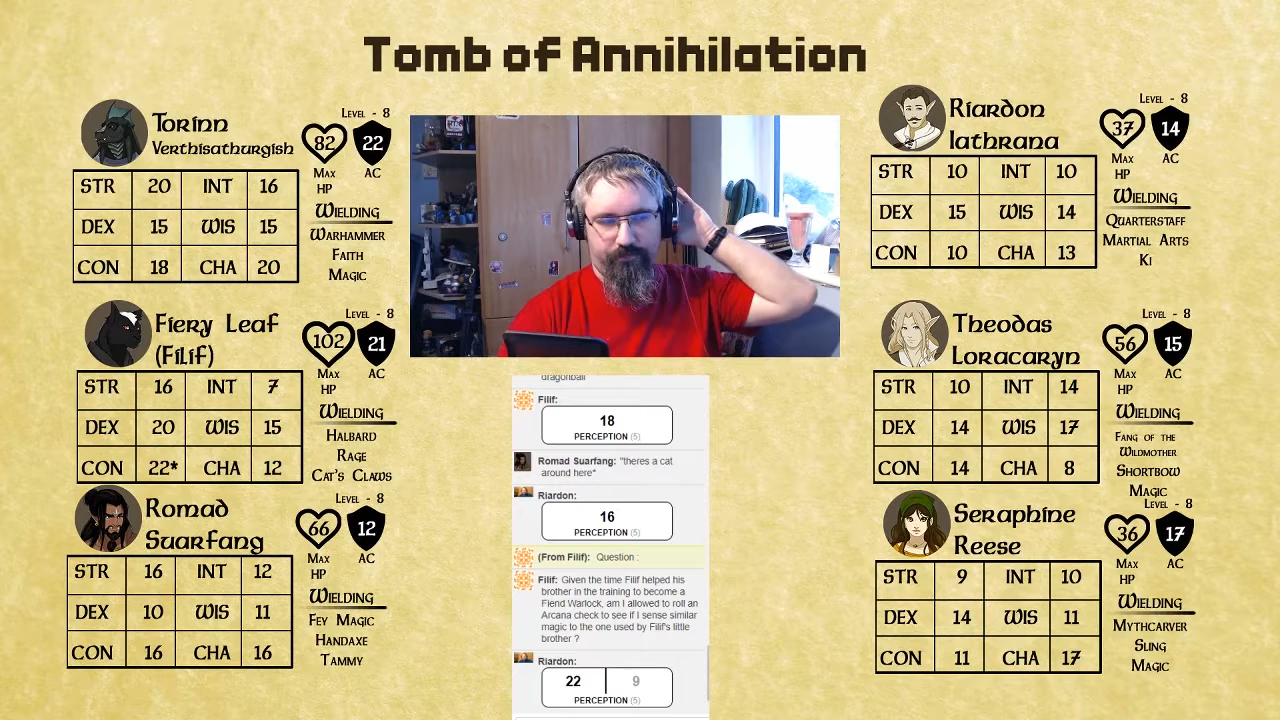 Tomb of Annihilation
Torinn
Verthisathurgish
Level - 8
82
22
Max HP
AC
STR 20 INT 16
DEX 15 WIS 15
CON 18 CHA 20
Wielding
Warhammer
Faith
Magic
Fiery Leaf
(Filif)
Level - 8
102
21
Max HP
AC
STR 16 INT 7
DEX 20 WIS 15
CON 22* CHA 12
Wielding
Halbard
Rage
Cat's Claws
Romad
Suarfang
Level - 8
66
12
Max HP
AC
STR 16 INT 12
DEX 10 WIS 11
CON 16 CHA 16
Wielding
Fey Magic
Handaxe
Tammy
dragonball
Filif:
18
PERCEPTION (5)
Romad Suarfang: "theres a cat
around here*
Riardon:
16
PERCEPTION (5)
(From Filif): Question :
Filif: Given the time Filif helped his
brother in the training to become a
Fiend Warlock, am I allowed to roll an
Arcana check to see if I sense similar
magic to the one used by Filif's little
brother ?
Riardon:
22 9
PERCEPTION (5)
Riardon
Iathrana
Level - 8
37
14
Max HP
AC
STR 10 INT 10
DEX 15 WIS 14
CON 10 CHA 13
Wielding
Quarterstaff
Martial Arts
Ki
Theodas
Loracaryn
Level - 8
56
15
Max HP
AC
STR 10 INT 14
DEX 14 WIS 17
CON 14 CHA 8
Wielding
Fang of the
Wildmother
Shortbow
Magic
Seraphine
Reese
Level - 8
36
17
Max HP
AC
STR 9 INT 10
DEX 14 WIS 11
CON 11 CHA 17
Wielding
Mythcarver
Sling
Magic